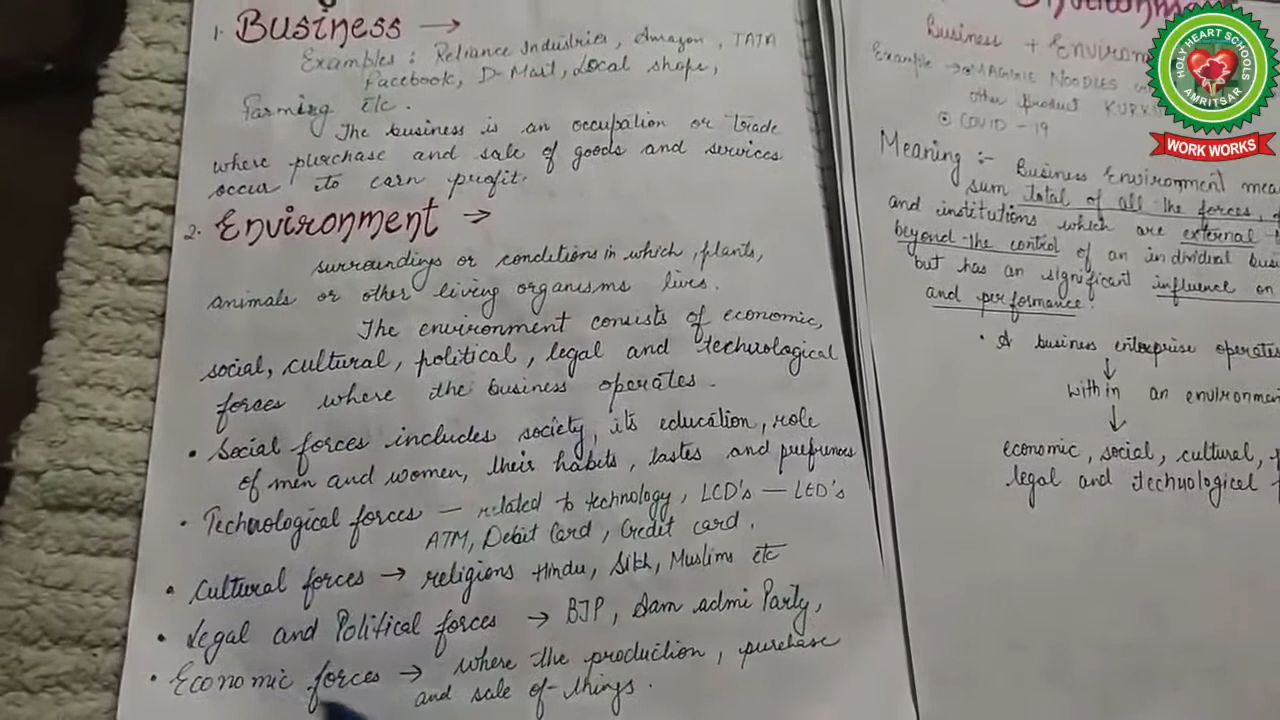 1. Business →
Examples : Reliance Industries, Amazon, TATA
Facebook, D-Mart, Local shops,
Farming etc.
The business is an occupation or trade
where purchase and sale of goods and services
occur to earn profit.
2. Environment →
surroundings or conditions in which, plants,
animals or other living organisms lives.
The environment consists of economic,
social, cultural, political, legal and technological
forces where the business operates.
• Social forces includes society, its education, role
of men and women, their habits, tastes and prefrences
• Technological forces — related to technology, LCD's — LED's
ATM, Debit Card, Credit card.
• Cultural forces → religions Hindu, Sikh, Muslims etc
• Legal and Political forces → BJP, Aam admi Party,
• Economic forces → where the production, purchase
and sale of things.
Business + Environm
Example → NOODLES
other product
COVID - 19
Meaning :- Business Environment mea
sum total of all the forces,
and institutions which are external
beyond the control of an individual busi
but has an significant influence on
and performance.
• A business enterprise operates
↓
within an environmen
↓
economic, social, cultural,
legal and technological
HOLY HEART SCHOOLS
AMRITSAR
WORK WORKS